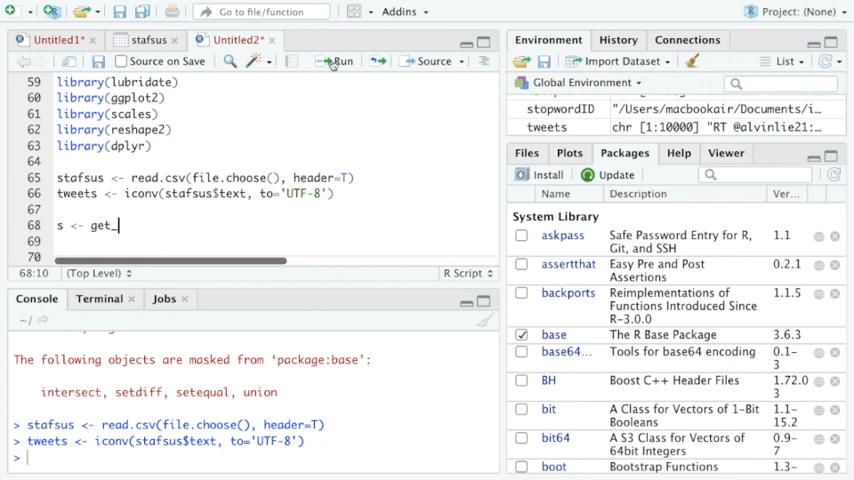 Go to file/function
Addins
Project: (None)
Untitled1*
stafsus
Untitled2*
Source on Save
Run
Source
59 library(lubridate)
60 library(ggplot2)
61 library(scales)
62 library(reshape2)
63 library(dplyr)
64
65 stafsus <- read.csv(file.choose(), header=T)
66 tweets <- iconv(stafsus$text, to='UTF-8')
67
68 s <- get_
69
70
68:10
(Top Level)
R Script
Console
Terminal
Jobs
~/
The following objects are masked from ‘package:base’:
intersect, setdiff, setequal, union
> stafsus <- read.csv(file.choose(), header=T)
> tweets <- iconv(stafsus$text, to='UTF-8')
>
Environment
History
Connections
Import Dataset
List
Global Environment
stopwordID "/Users/macbookair/Documents/i…
tweets chr [1:10000] "RT @alvinlie21:…
Files
Plots
Packages
Help
Viewer
Install
Update
Name Description Ver...
System Library
askpass Safe Password Entry for R, 1.1
Git, and SSH
assertthat Easy Pre and Post 0.2.1
Assertions
backports Reimplementations of 1.1.5
Functions Introduced Since
R-3.0.0
base The R Base Package 3.6.3
base64... Tools for base64 encoding 0.1-
3
BH Boost C++ Header Files 1.72.0
3
bit A Class for Vectors of 1-Bit 1.1-
Booleans 15.2
bit64 A S3 Class for Vectors of 0.9-
64bit Integers 7
boot Bootstrap Functions 1.3-